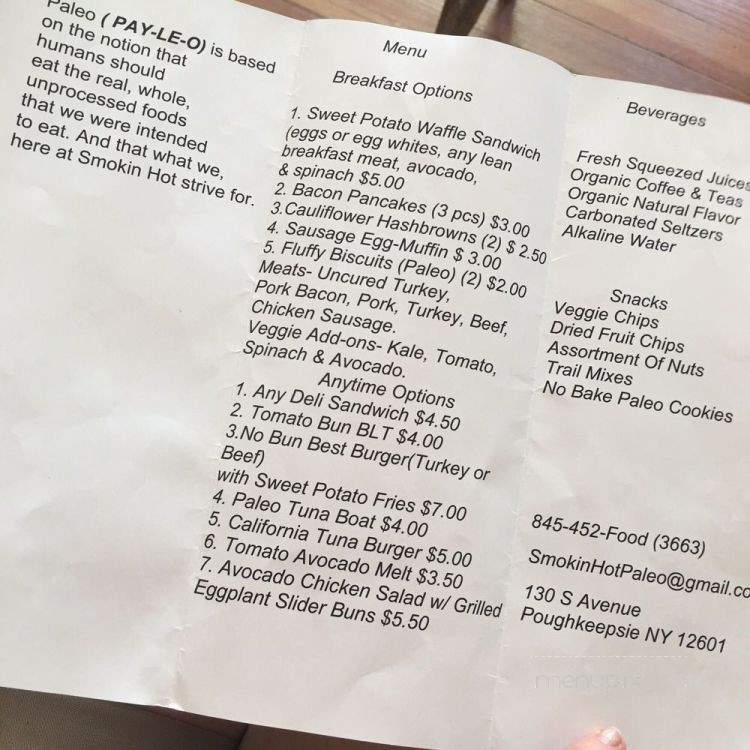 Paleo ( PAY-LE-O) is based
on the notion that
humans should
eat the real, whole,
unprocessed foods
that we were intended
to eat. And that what we,
here at Smokin Hot strive for.
Menu
Breakfast Options
1. Sweet Potato Waffle Sandwich
(eggs or egg whites, any lean
breakfast meat, avocado,
& spinach $5.00
2. Bacon Pancakes (3 pcs) $3.00
3.Cauliflower Hashbrowns (2) $ 2.50
4. Sausage Egg-Muffin $ 3.00
5. Fluffy Biscuits (Paleo) (2) $2.00
Meats- Uncured Turkey,
Pork Bacon, Pork, Turkey, Beef,
Chicken Sausage.
Veggie Add-ons- Kale, Tomato,
Spinach & Avocado.
Anytime Options
1. Any Deli Sandwich $4.50
2. Tomato Bun BLT $4.00
3.No Bun Best Burger(Turkey or
Beef)
with Sweet Potato Fries $7.00
4. Paleo Tuna Boat $4.00
5. California Tuna Burger $5.00
6. Tomato Avocado Melt $3.50
7. Avocado Chicken Salad w/ Grilled
Eggplant Slider Buns $5.50
Beverages
Fresh Squeezed Juices
Organic Coffee & Teas
Organic Natural Flavor
Carbonated Seltzers
Alkaline Water
Snacks
Veggie Chips
Dried Fruit Chips
Assortment Of Nuts
Trail Mixes
No Bake Paleo Cookies
845-452-Food (3663)
SmokinHotPaleo@gmail.co
130 S Avenue
Poughkeepsie NY 12601